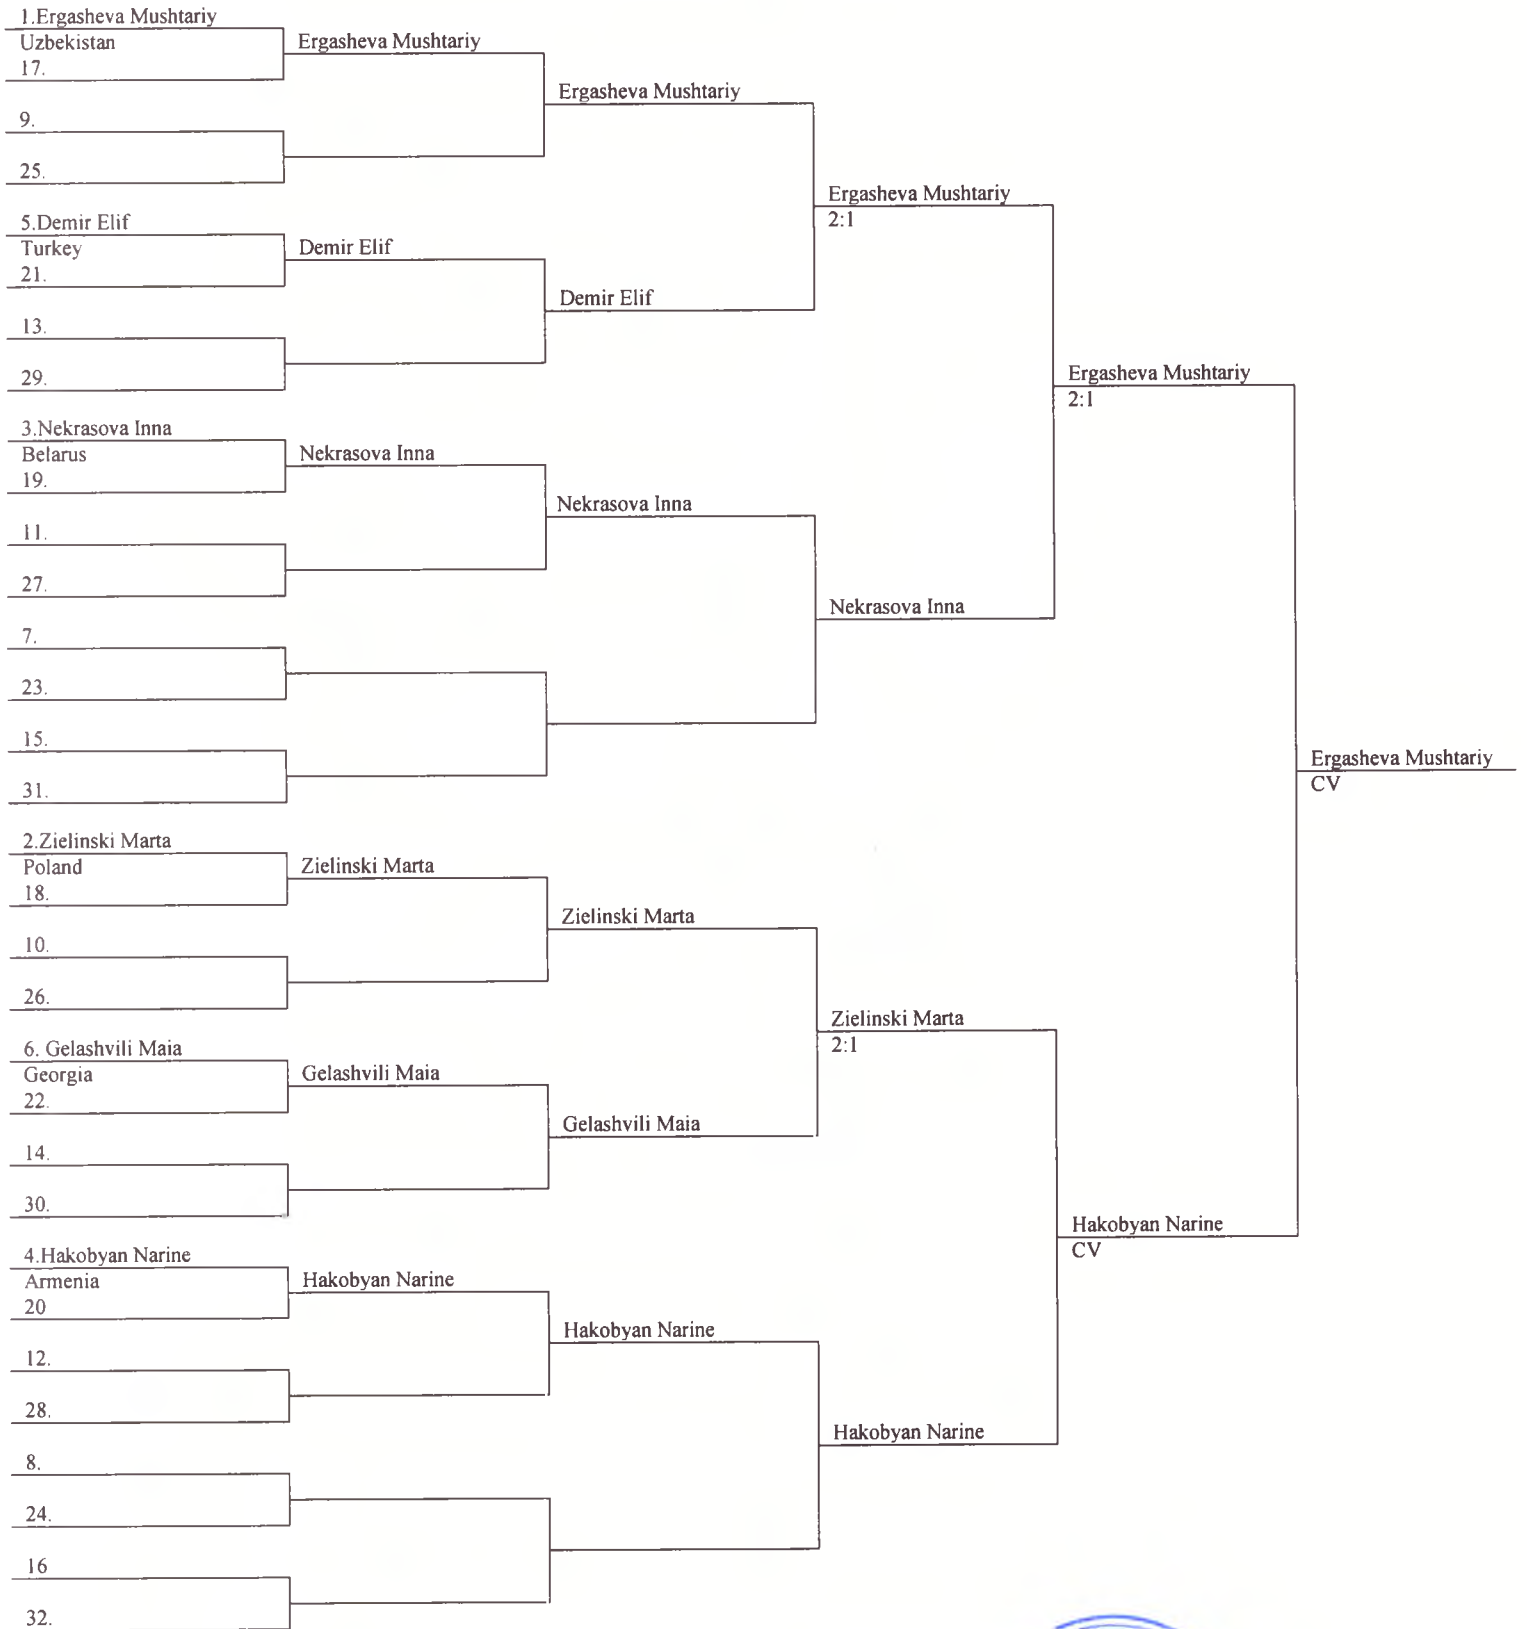 1.Ergasheva Mushtariy
Uzbekistan
17.
9.
25.
5.Demir Elif
Turkey
21.
13.
29.
3.Nekrasova Inna
Belarus
19.
11.
27.
7.
23.
15.
31.
2.Zielinski Marta
Poland
18.
10.
26.
6. Gelashvili Maia
Georgia
22.
14.
30.
4.Hakobyan Narine
Armenia
20
12.
28.
8.
24.
16
32.
Ergasheva Mushtariy
Demir Elif
Nekrasova Inna
Zielinski Marta
Gelashvili Maia
Hakobyan Narine
Ergasheva Mushtariy
Demir Elif
Nekrasova Inna
Zielinski Marta
Gelashvili Maia
Hakobyan Narine
Ergasheva Mushtariy
2:1
Nekrasova Inna
Zielinski Marta
2:1
Hakobyan Narine
Ergasheva Mushtariy
2:1
Hakobyan Narine
CV
Ergasheva Mushtariy
CV